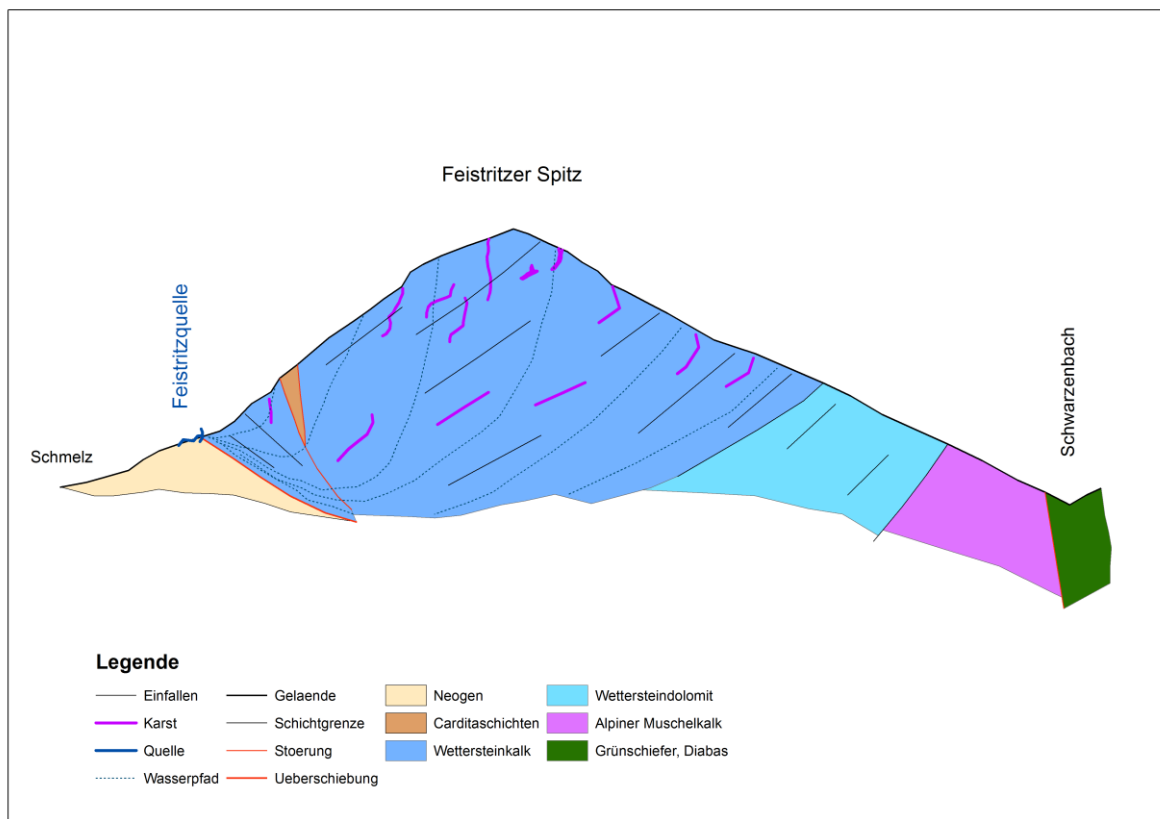 Feistritzer Spitz
Feistritzquelle
Schmelz
Schwarzenbach
Legende
Einfallen
Karst
Quelle
Wasserpfad
Gelaende
Schichtgrenze
Stoerung
Ueberschiebung
Neogen
Carditaschichten
Wettersteinkalk
Wettersteindolomit
Alpiner Muschelkalk
Grünschiefer, Diabas